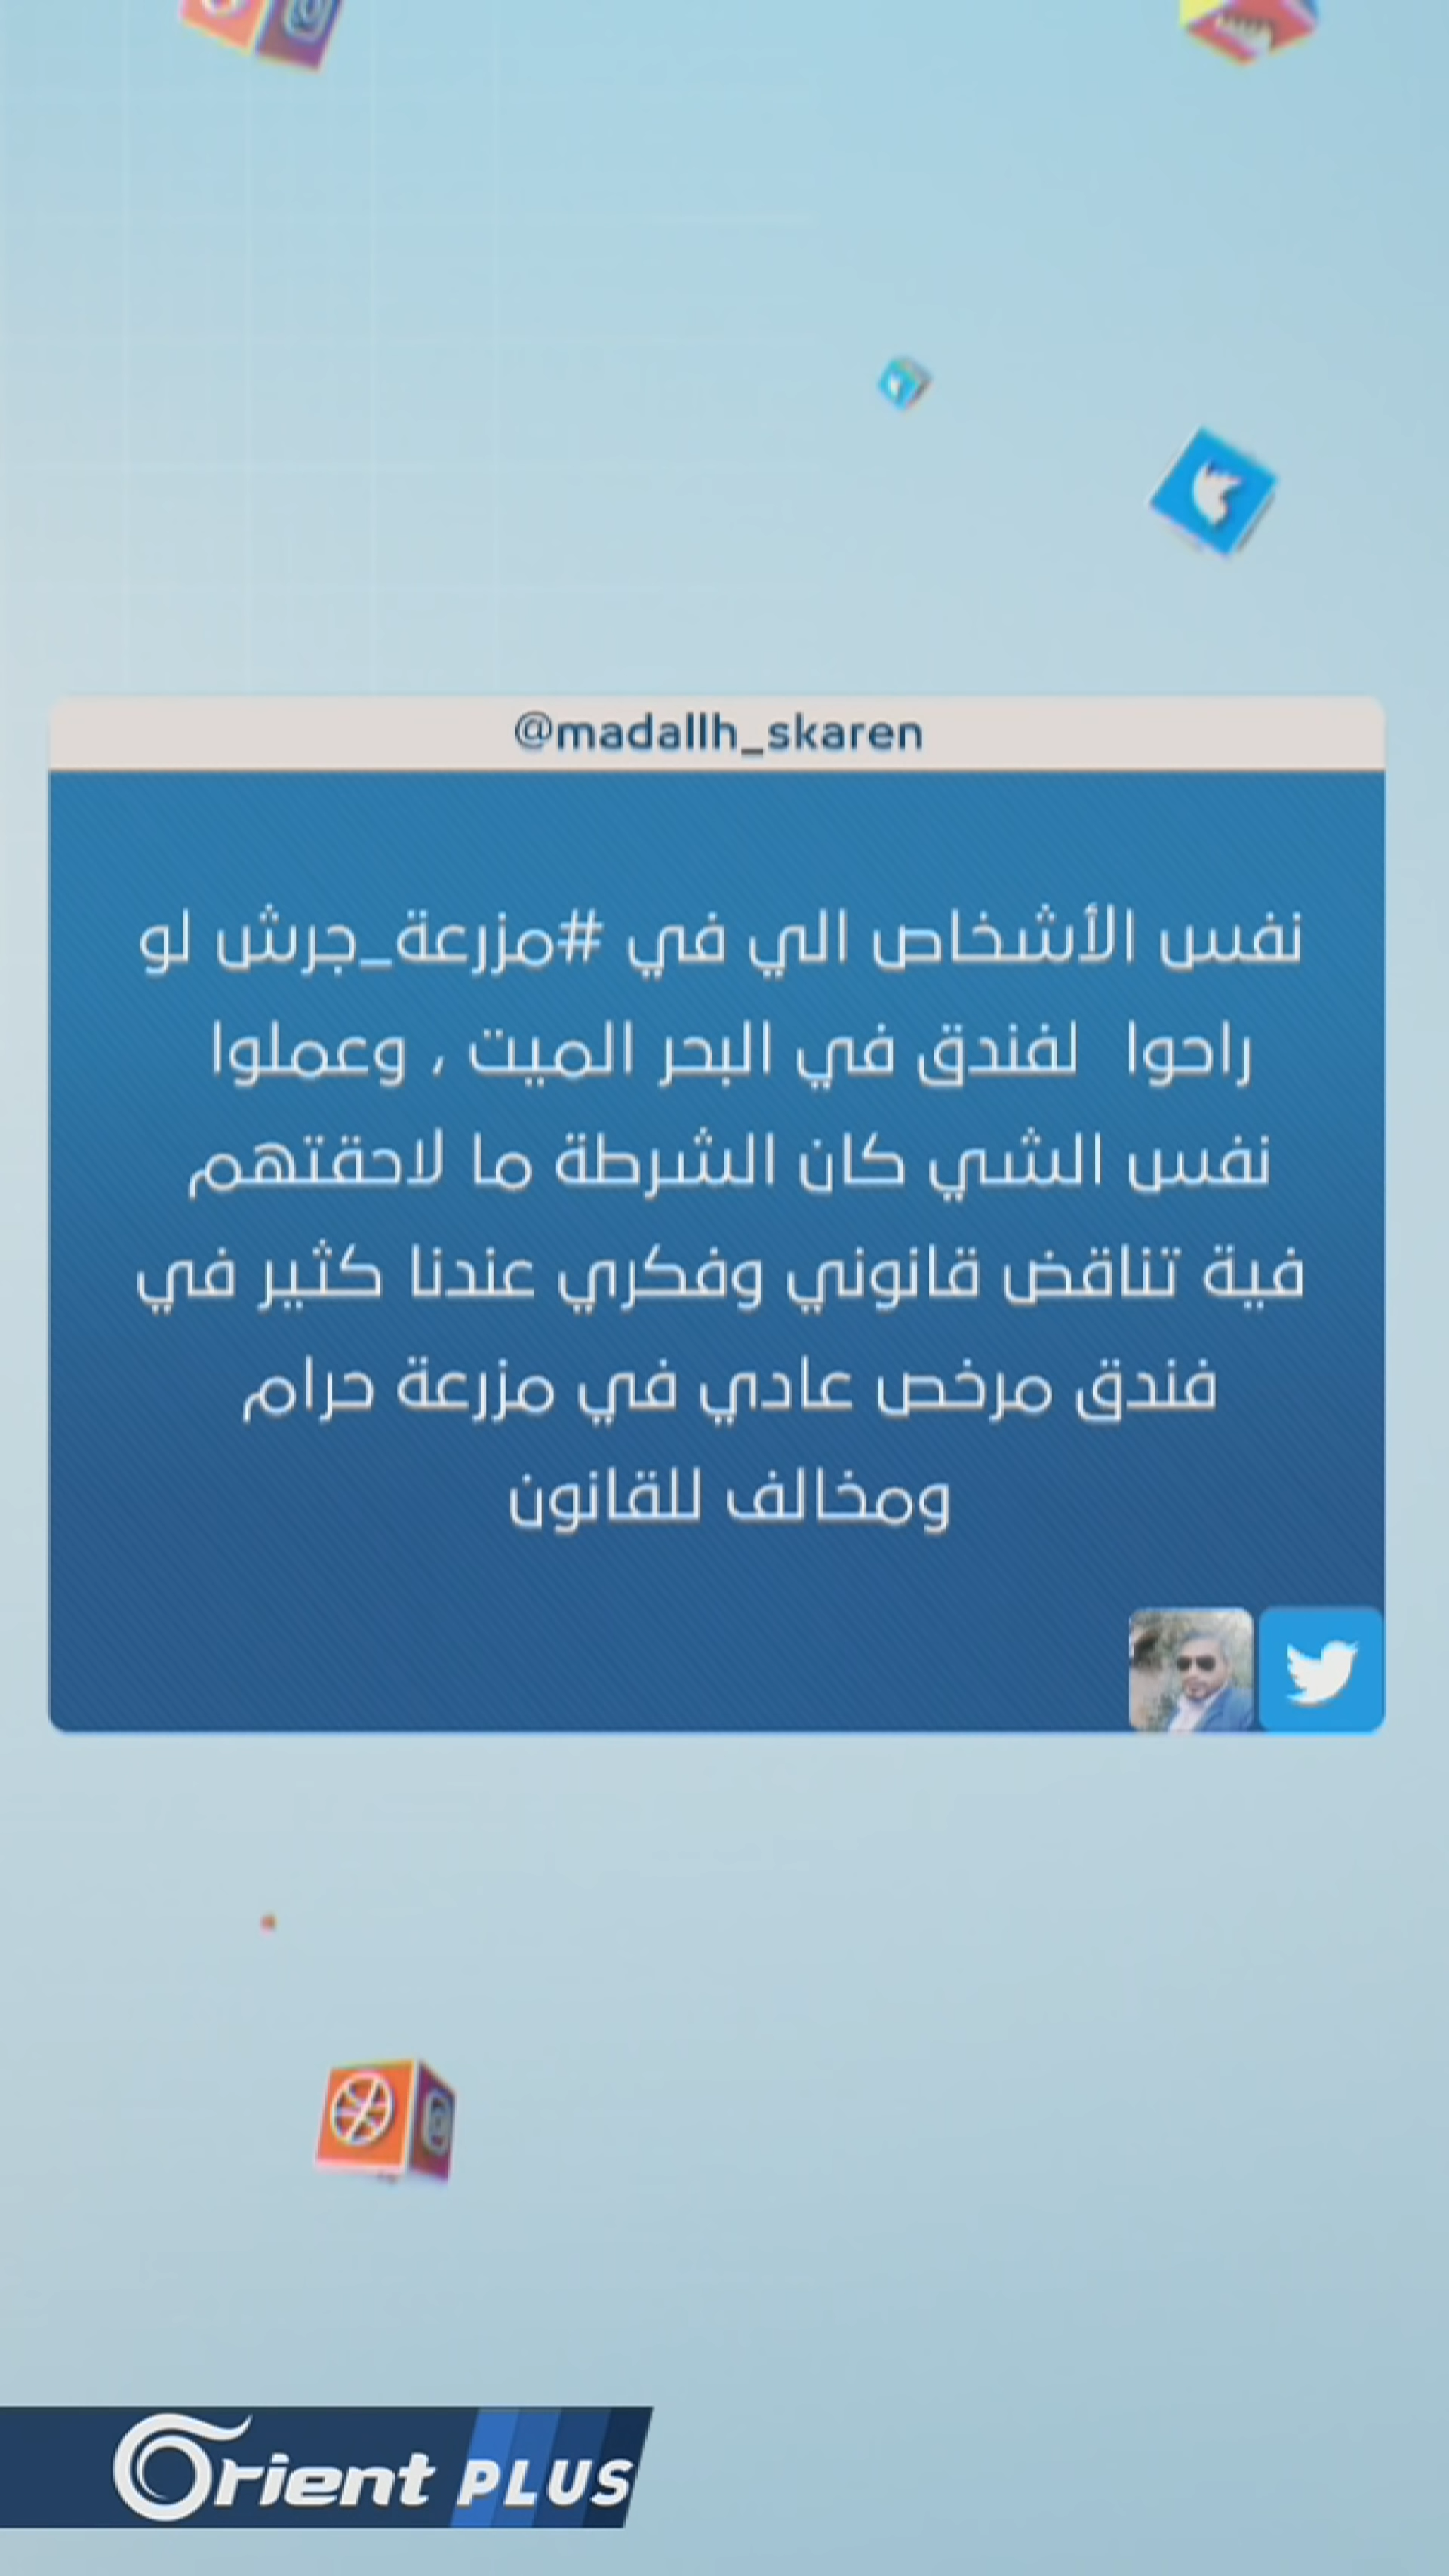 @madallh_skaren
نفس الأشخاص الي في #مزرعة_جرش لو
راحوا لفندق في البحر الميت ، وعملوا
نفس الشي كان الشرطة ما لاحقتهم
فية تناقض قانوني وفكري عندنا كثير في
فندق مرخص عادي في مزرعة حرام
ومخالف للقانون
Orient PLUS